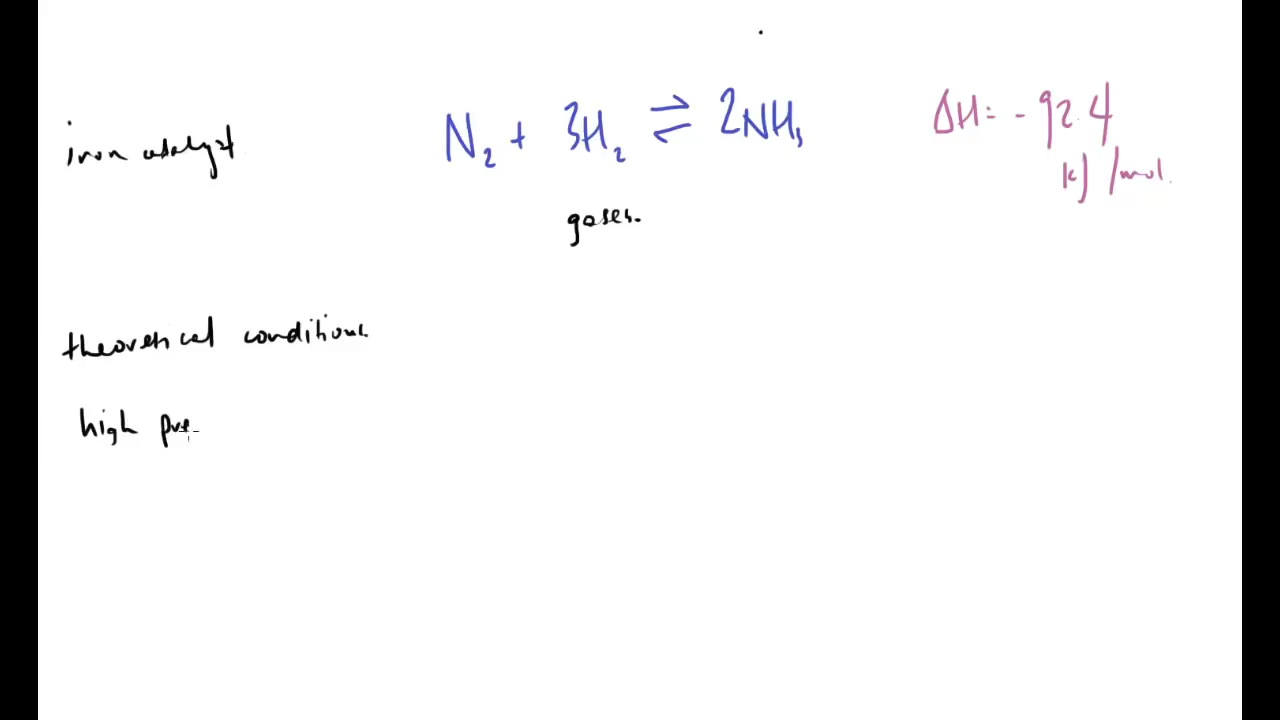 N₂ + 3H₂ ⇌ 2NH₃
ΔH = - 92.4
kJ /mol.
iron catalyst
gases.
theoretical conditions
high pre